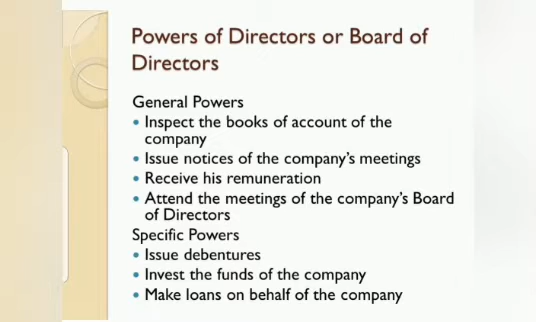 Powers of Directors or Board of
Directors
General Powers
• Inspect the books of account of the
company
• Issue notices of the company's meetings
• Receive his remuneration
• Attend the meetings of the company's Board
of Directors
Specific Powers
• Issue debentures
• Invest the funds of the company
• Make loans on behalf of the company